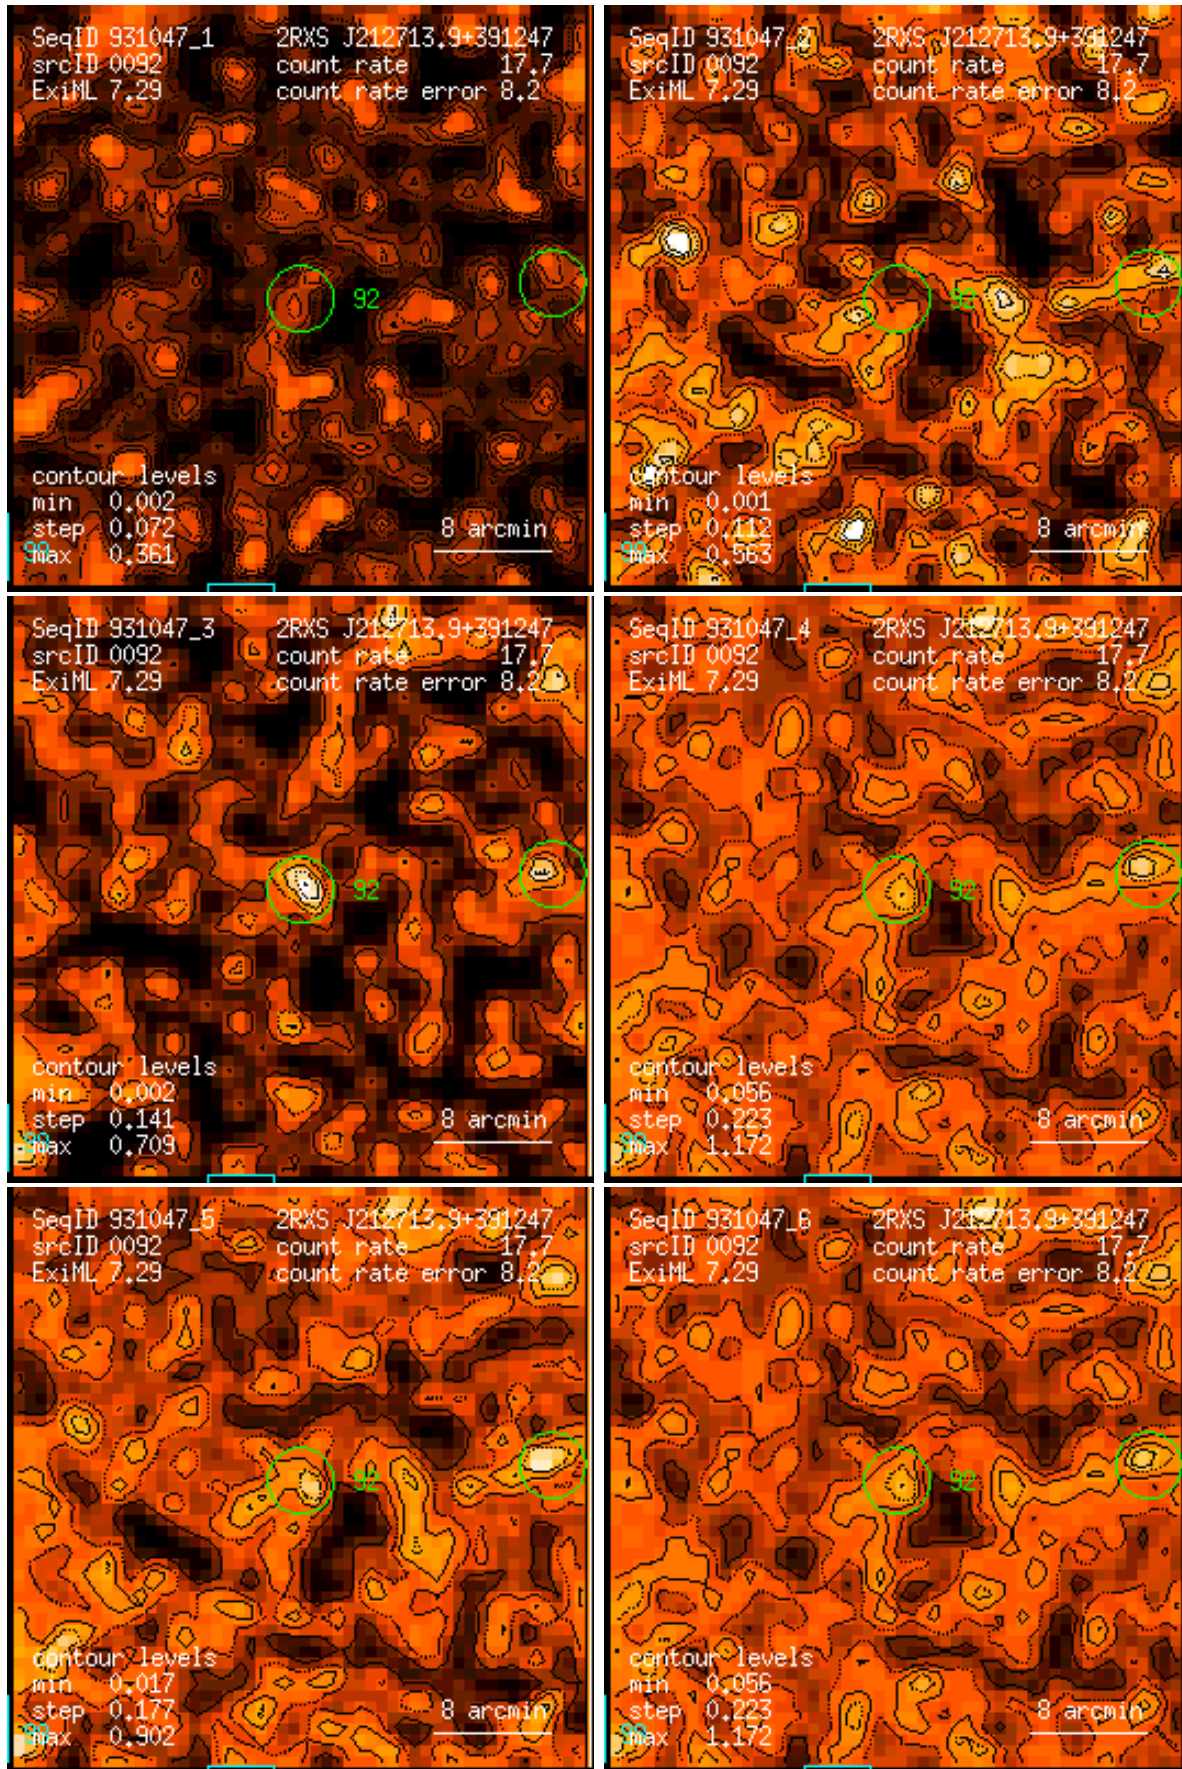 SeqID 931047_1 2RXS J212713.9+391247
srcID 0092 count rate 17.7
ExiML 7.29 count rate error 8.2
92
contour levels
min 0.002
step 0.072 8 arcmin
max 0.361
SeqID 931047_2 2RXS J212713.9+391247
srcID 0092 count rate 17.7
ExiML 7.29 count rate error 8.2
92
contour levels
min 0.001
step 0.112 8 arcmin
max 0.563
SeqID 931047_3 2RXS J212713.9+391247
srcID 0092 count rate 17.7
ExiML 7.29 count rate error 8.2
92
contour levels
min 0.002
step 0.141 8 arcmin
max 0.709
SeqID 931047_4 2RXS J212713.9+391247
srcID 0092 count rate 17.7
ExiML 7.29 count rate error 8.2
92
contour levels
min 0.056
step 0.223 8 arcmin
max 1.172
SeqID 931047_5 2RXS J212713.9+391247
srcID 0092 count rate 17.7
ExiML 7.29 count rate error 8.2
92
contour levels
min 0.017
step 0.177 8 arcmin
max 0.902
SeqID 931047_6 2RXS J212713.9+391247
srcID 0092 count rate 17.7
ExiML 7.29 count rate error 8.2
92
contour levels
min 0.056
step 0.223 8 arcmin
max 1.172